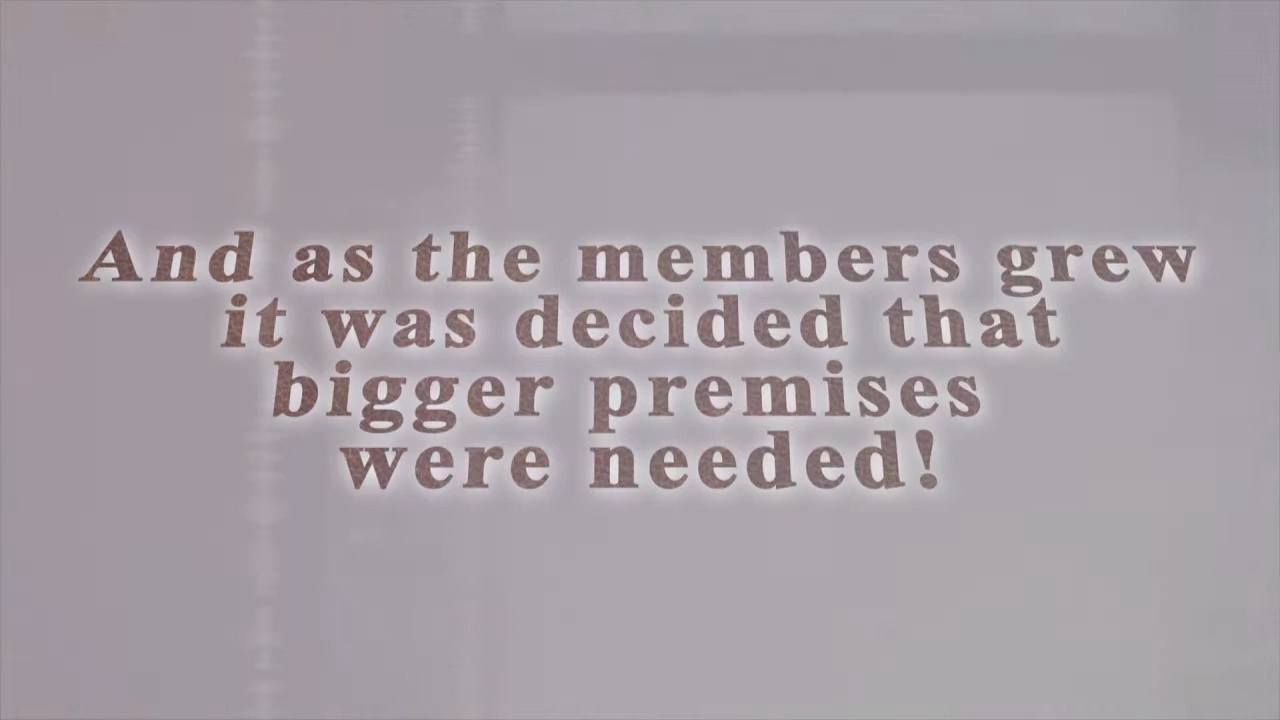 And as the members grew
it was decided that
bigger premises
were needed!